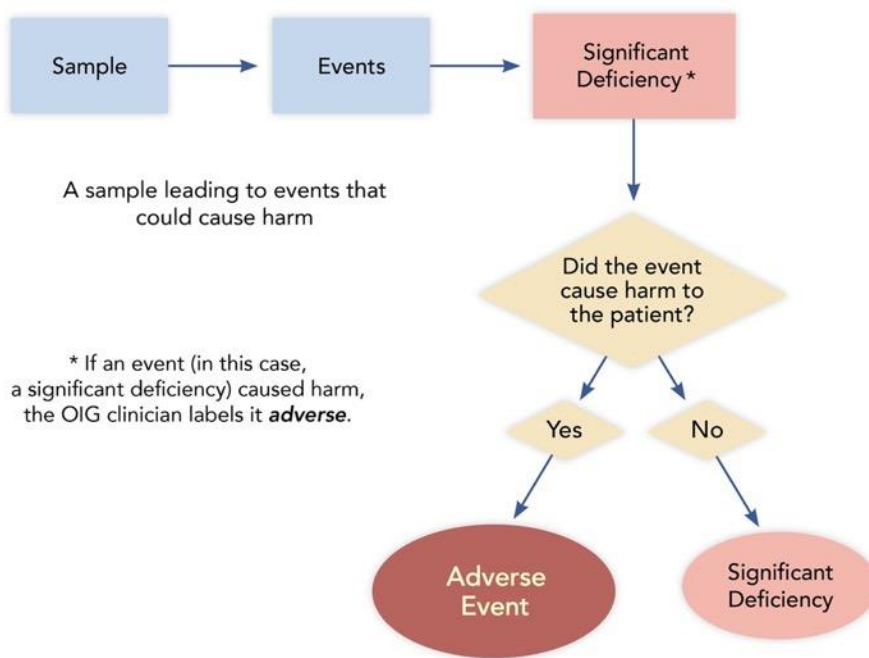 Sample
Events
Significant
Deficiency *
A sample leading to events that
could cause harm
Did the event
cause harm to
the patient?
* If an event (in this case,
a significant deficiency) caused harm,
the OIG clinician labels it adverse.
Yes
No
Adverse
Event
Significant
Deficiency